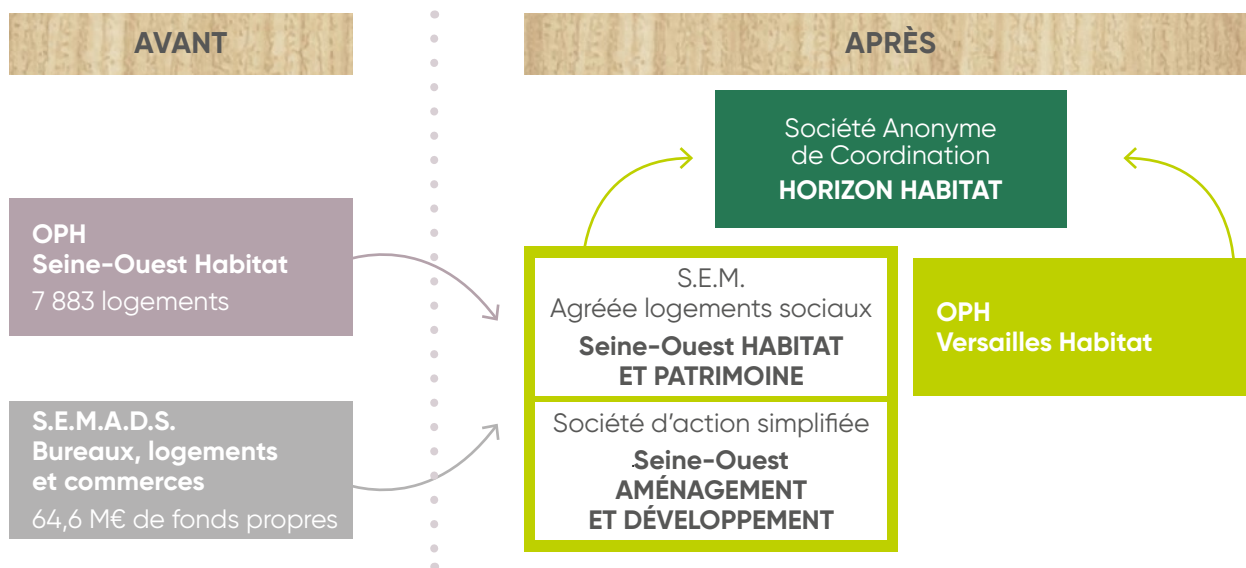 AVANT
OPH
Seine-Ouest Habitat
7 883 logements
S.E.M.A.D.S.
Bureaux, logements
et commerces
64,6 M€ de fonds propres
APRÈS
Société Anonyme
de Coordination
HORIZON HABITAT
S.E.M.
Agréée logements sociaux
Seine-Ouest HABITAT
ET PATRIMOINE
Société d’action simplifiée
Seine-Ouest
AMÉNAGEMENT
ET DÉVELOPPEMENT
OPH
Versailles Habitat